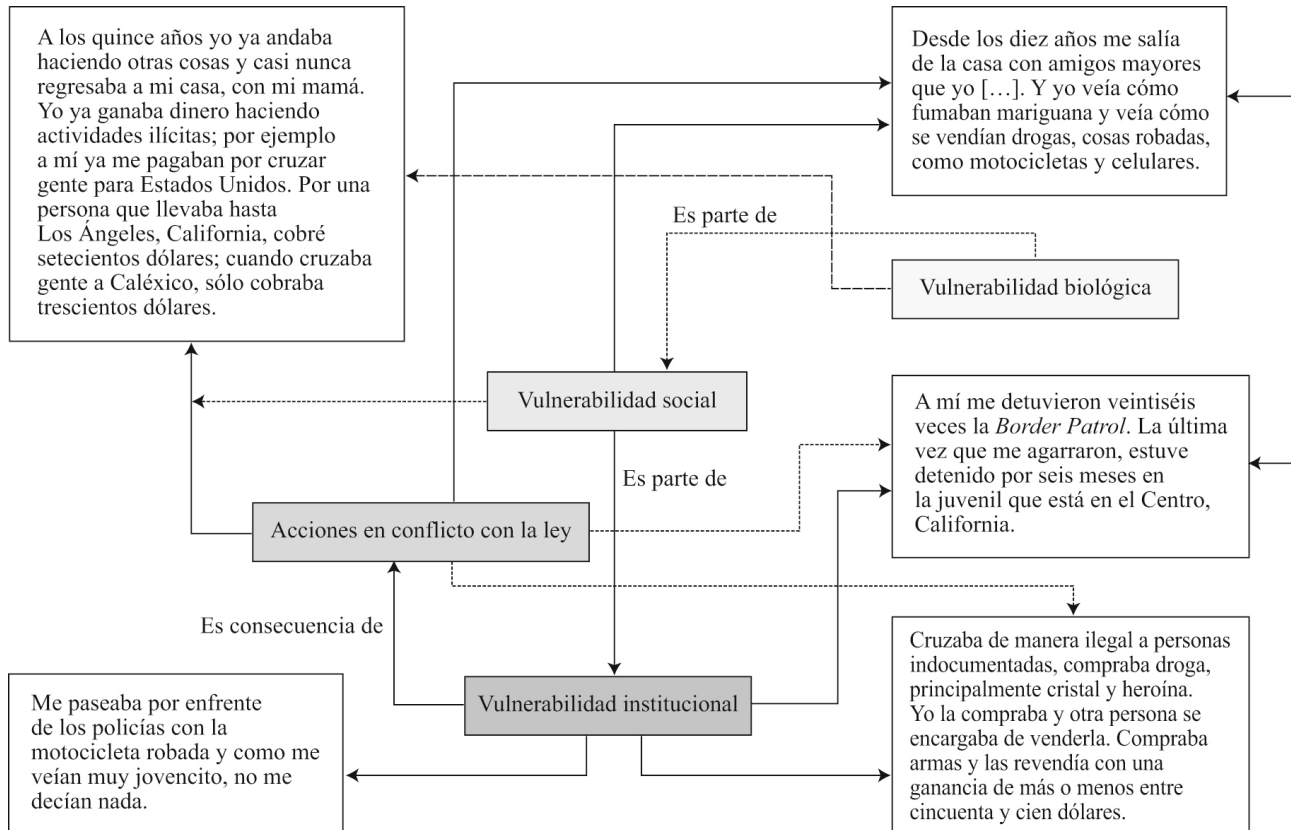 A los quince años yo ya andaba
haciendo otras cosas y casi nunca
regresaba a mi casa, con mi mamá.
Yo ya ganaba dinero haciendo
actividades ilícitas; por ejemplo
a mí ya me pagaban por cruzar
gente para Estados Unidos. Por una
persona que llevaba hasta
Los Ángeles, California, cobré
setecientos dólares; cuando cruzaba
gente a Caléxico, sólo cobraba
trescientos dólares.
Desde los diez años me salía
de la casa con amigos mayores
que yo [...]. Y yo veía cómo
fumaban mariguana y veía cómo
se vendían drogas, cosas robadas,
como motocicletas y celulares.
Es parte de
Vulnerabilidad biológica
Vulnerabilidad social
A mí me detuvieron veintiséis
veces la Border Patrol. La última
vez que me agarraron, estuve
detenido por seis meses en
la juvenil que está en el Centro,
California.
Es parte de
Acciones en conflicto con la ley
Es consecuencia de
Vulnerabilidad institucional
Me paseaba por enfrente
de los policías con la
motocicleta robada y como me
veían muy jovencito, no me
decían nada.
Cruzaba de manera ilegal a personas
indocumentadas, compraba droga,
principalmente cristal y heroína.
Yo la compraba y otra persona se
encargaba de venderla. Compraba
armas y las revendía con una
ganancia de más o menos entre
cincuenta y cien dólares.